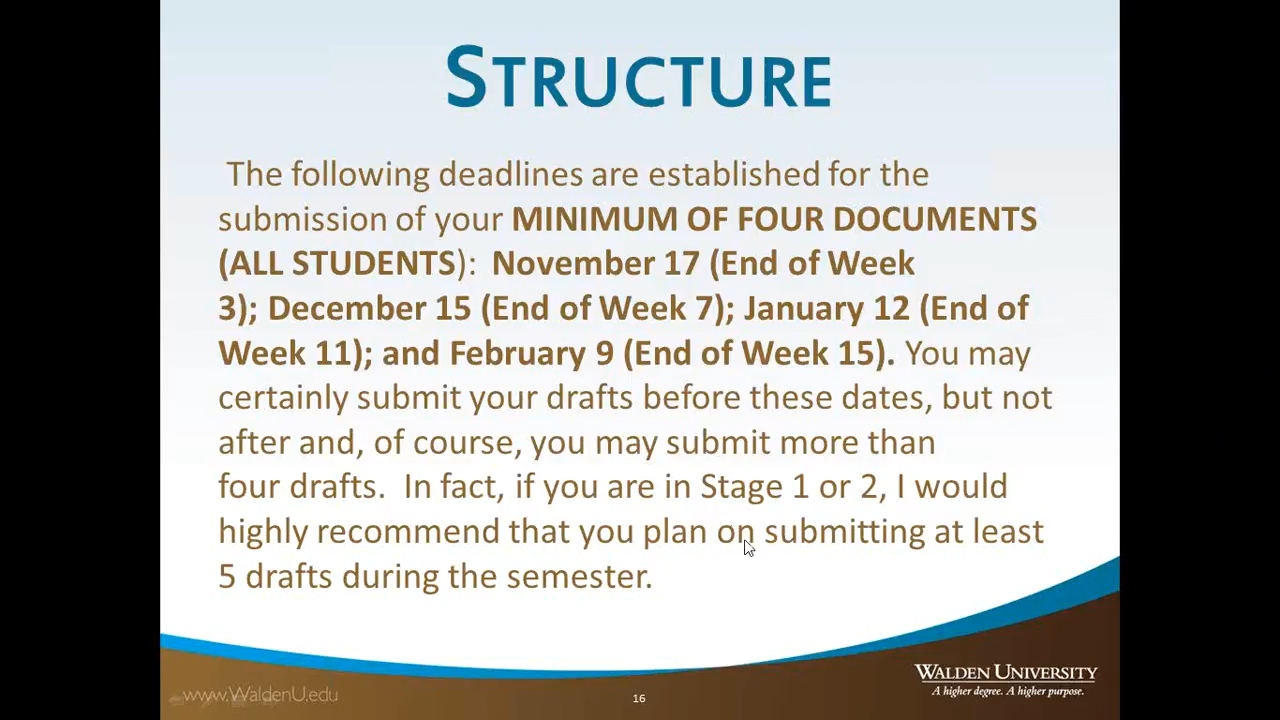 STRUCTURE
The following deadlines are established for the
submission of your MINIMUM OF FOUR DOCUMENTS
(ALL STUDENTS): November 17 (End of Week
3); December 15 (End of Week 7); January 12 (End of
Week 11); and February 9 (End of Week 15). You may
certainly submit your drafts before these dates, but not
after and, of course, you may submit more than
four drafts. In fact, if you are in Stage 1 or 2, I would
highly recommend that you plan on submitting at least
5 drafts during the semester.
WALDEN UNIVERSITY
A higher degree. A higher purpose.
www.WaldenU.edu
16